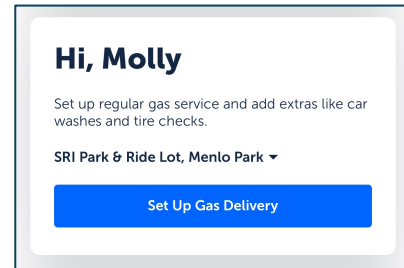 Hi, Molly
Set up regular gas service and add extras like car
washes and tire checks.
SRI Park & Ride Lot, Menlo Park
Set Up Gas Delivery